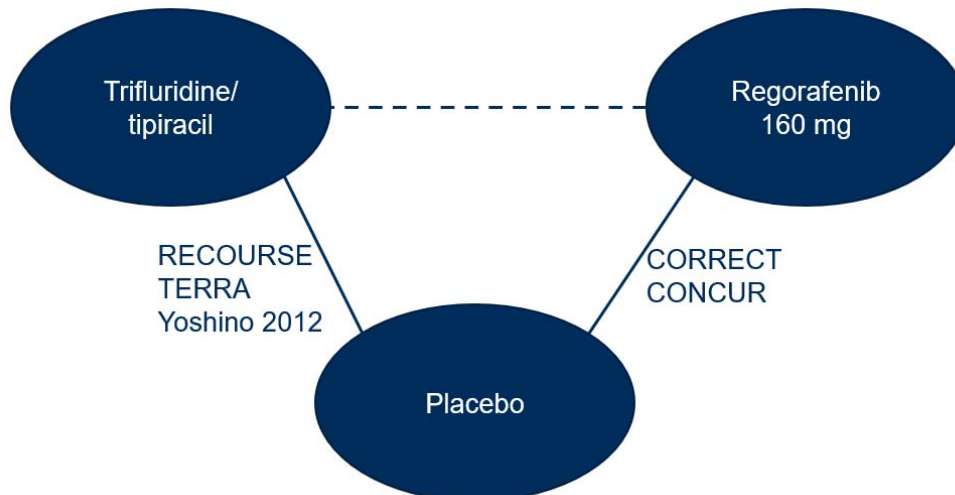 Trifluridine/
tipiracil
Regorafenib
160 mg
RECOURSE
TERRA
Yoshino 2012
CORRECT
CONCUR
Placebo